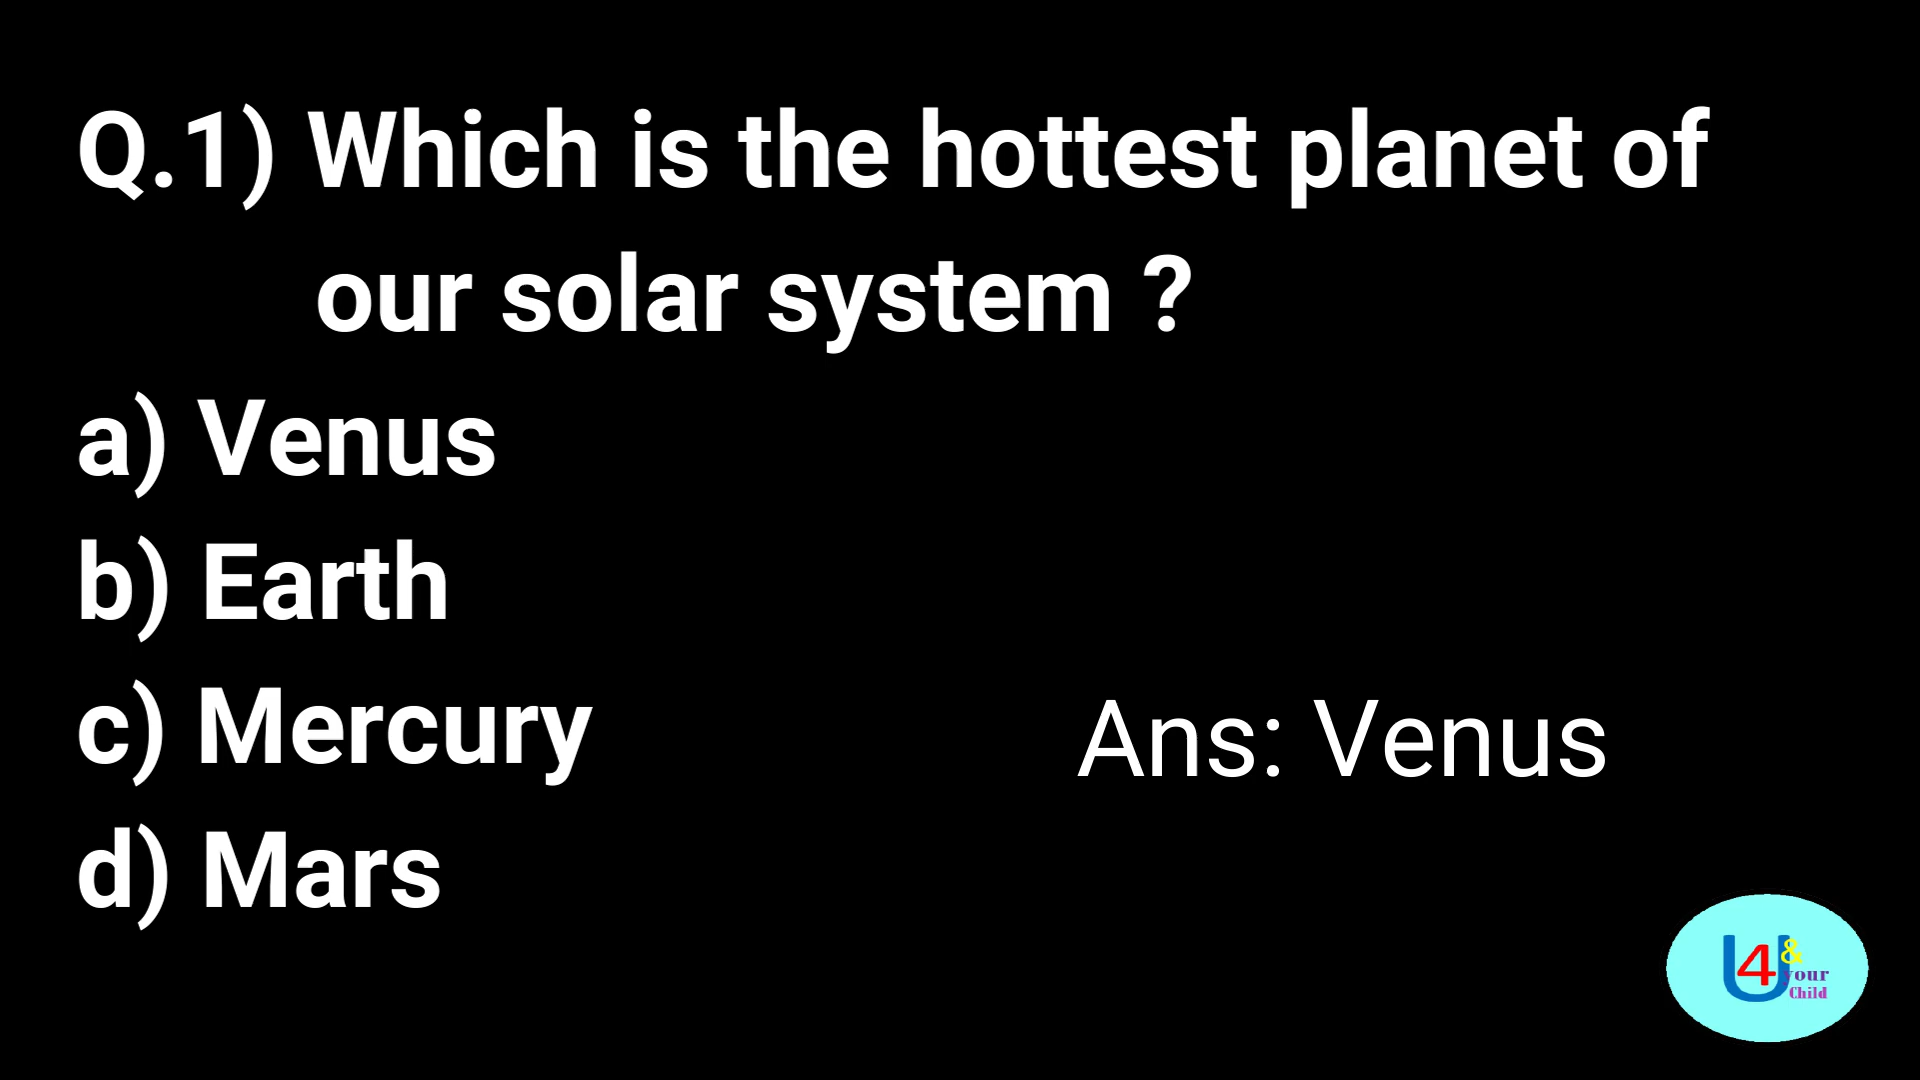 Q.1) Which is the hottest planet of
our solar system ?
a) Venus
b) Earth
c) Mercury
d) Mars
Ans: Venus
U4 &
your
Child